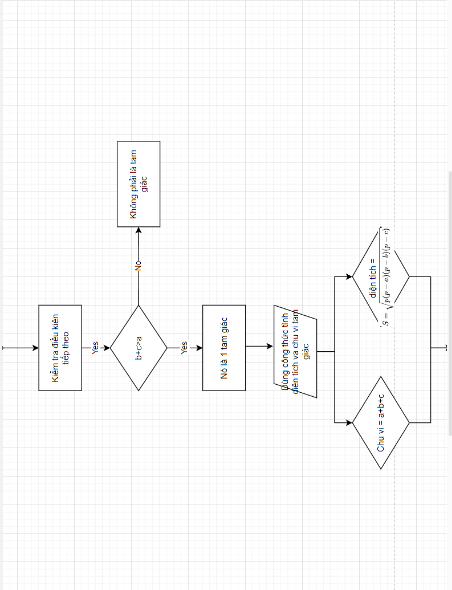 Kiểm tra điều kiện
tiếp theo
Yes
b+c>a
No
Không phải là tam
giác
Yes
Nó là 1 tam giác
Dùng công thức tính
diện tích và chu vi tam
giác
diện tích =
S = √p(p − a)(p − b)(p − c)
Chu vi = a+b+c